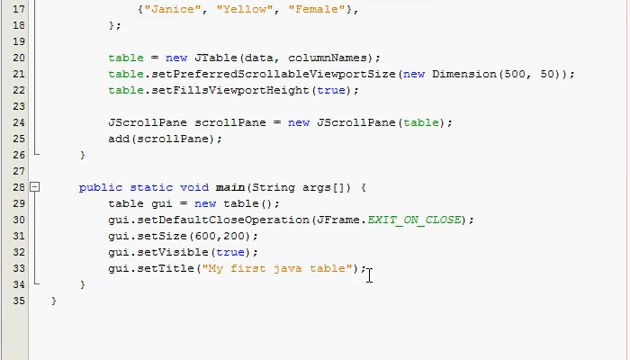 17 {"Janice", "Yellow", "Female"},
18 };
19
20 table = new JTable(data, columnNames);
21 table.setPreferredScrollableViewportSize(new Dimension(500, 50));
22 table.setFillsViewportHeight(true);
23
24 JScrollPane scrollPane = new JScrollPane(table);
25 add(scrollPane);
26 }
27
28 public static void main(String args[]) {
29 table gui = new table();
30 gui.setDefaultCloseOperation(JFrame.EXIT_ON_CLOSE);
31 gui.setSize(600,200);
32 gui.setVisible(true);
33 gui.setTitle("My first java table");
34 }
35 }